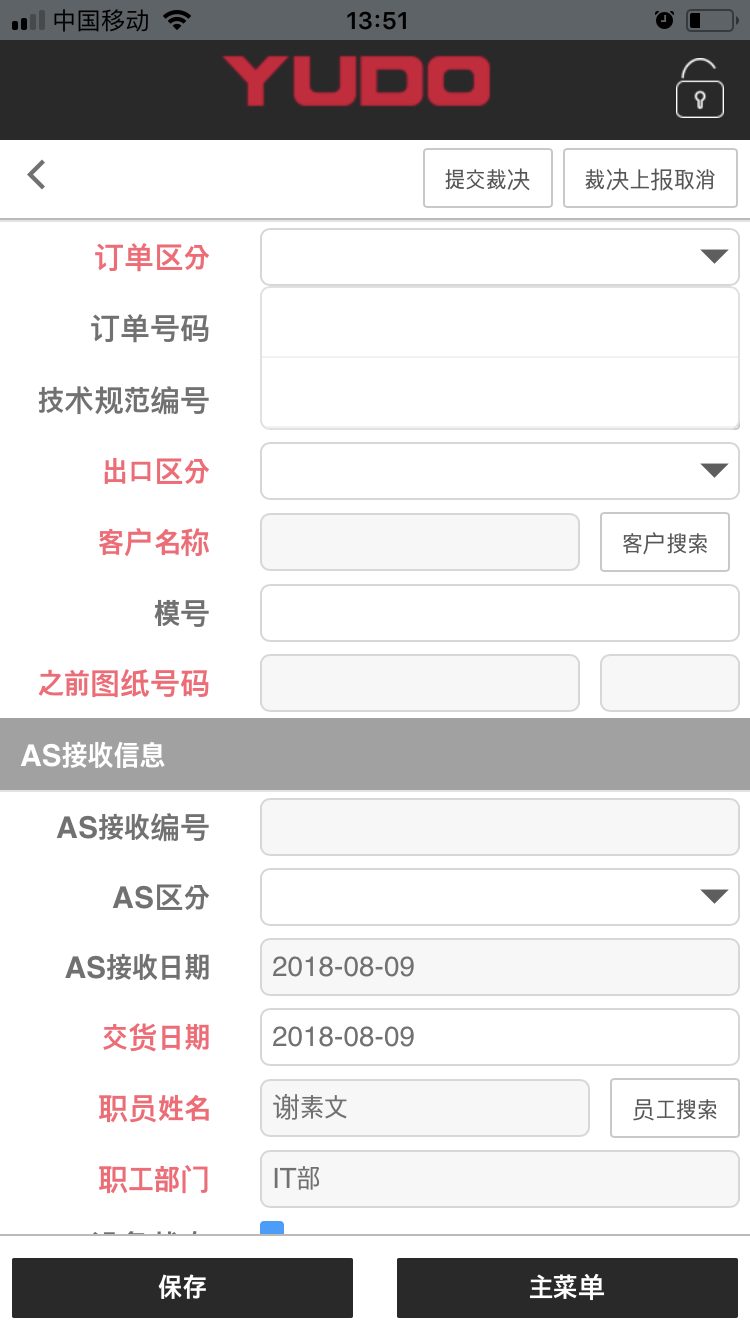 中国移动 13:51
YUDO
提交裁决 裁决上报取消
订单区分
订单号码
技术规范编号
出口区分
客户名称 客户搜索
模号
之前图纸号码
AS接收信息
AS接收编号
AS区分
AS接收日期 2018-08-09
交货日期 2018-08-09
职员姓名 谢素文 员工搜索
职工部门 IT部
保存 主菜单